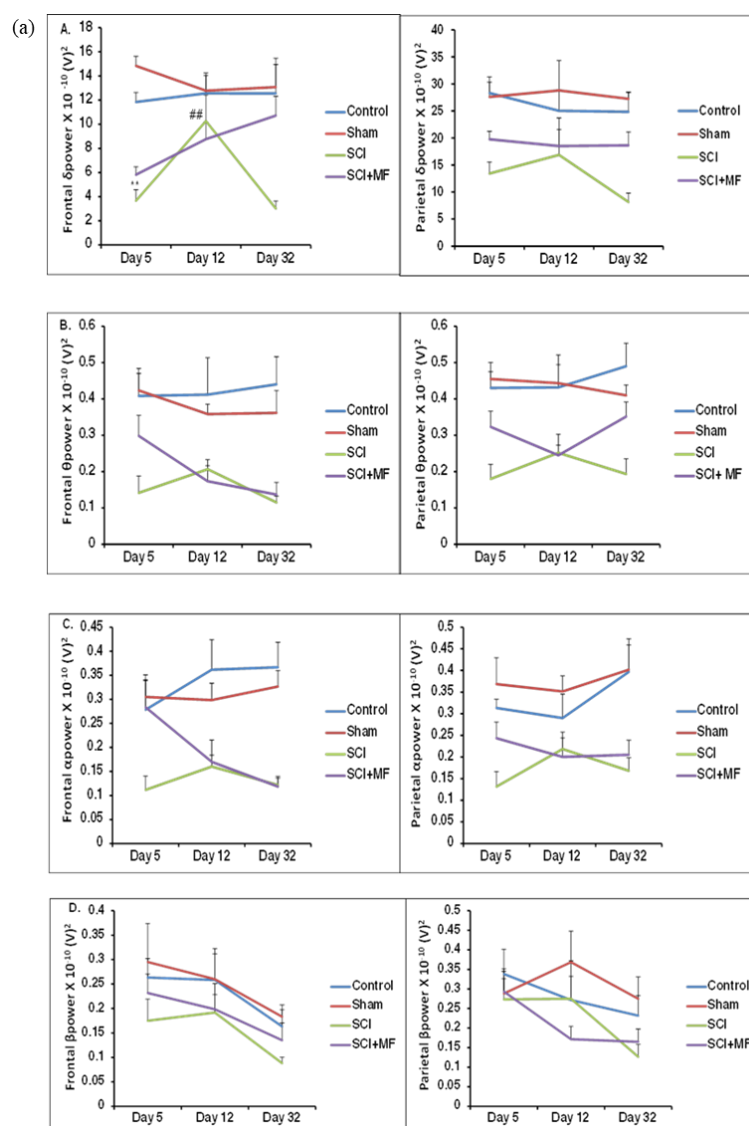 (a)
A.
Frontal δpower X 10 -10 (V)2
18
16
14
12
10
8
6
4
2
0
##
**
Day 5 Day 12 Day 32
Control
Sham
SCI
SCI+MF
Parietal δpower X 10-10 (V)2
40
35
30
25
20
15
10
5
0
Day 5 Day 12 Day 32
Control
Sham
SCI
SCI+MF
B.
Frontal θpower X 10-10 (V)2
0.6
0.5
0.4
0.3
0.2
0.1
0
Day 5 Day 12 Day 32
Control
Sham
SCI
SCI+MF
Parietal θpower X 10-10 (V)2
0.6
0.5
0.4
0.3
0.2
0.1
0
Day 5 Day 12 Day 32
Control
Sham
SCI
SCI+ MF
C.
Frontal αpower X 10-10 (V)2
0.45
0.4
0.35
0.3
0.25
0.2
0.15
0.1
0.05
0
Day 5 Day 12 Day 32
Control
Sham
SCI
SCI+MF
Parietal αpower X 10-10 (V)2
0.5
0.45
0.4
0.35
0.3
0.25
0.2
0.15
0.1
0.05
0
Day 5 Day 12 Day 32
Control
Sham
SCI
SCI+MF
D.
Frontal βpower X 10-10 (V)2
0.4
0.35
0.3
0.25
0.2
0.15
0.1
0.05
0
Day 5 Day 12 Day 32
Control
Sham
SCI
SCI+MF
Parietal βpower X 10-10 (V)2
0.5
0.45
0.4
0.35
0.3
0.25
0.2
0.15
0.1
0.05
0
Day 5 Day 12 Day 32
Control
Sham
SCI
SCI+MF